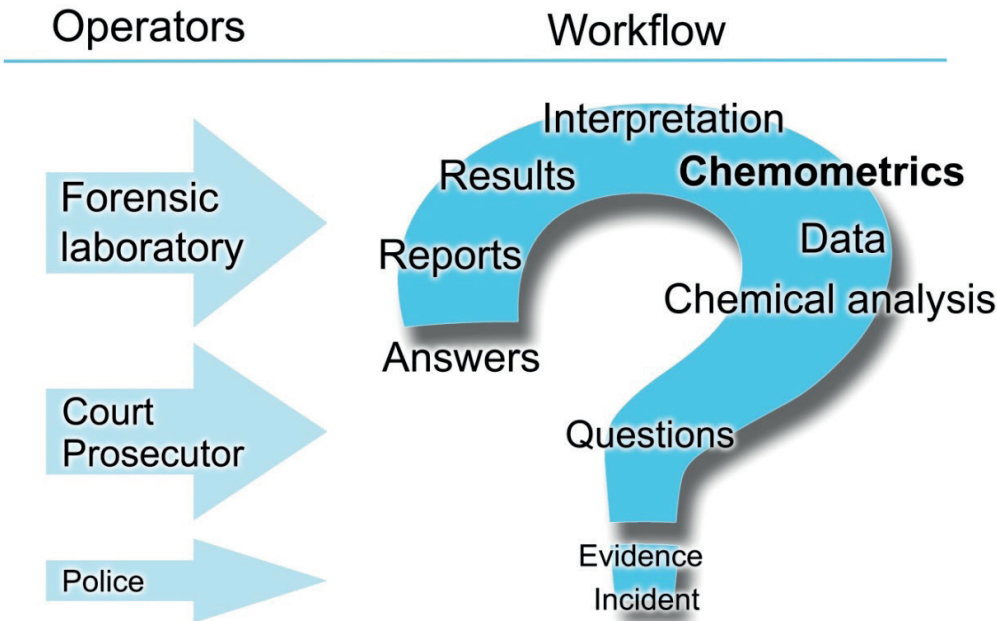 Operators
Workflow
Forensic
laboratory
Court
Prosecutor
Police
Interpretation
Results
Chemometrics
Reports
Data
Chemical analysis
Answers
Questions
Evidence
Incident